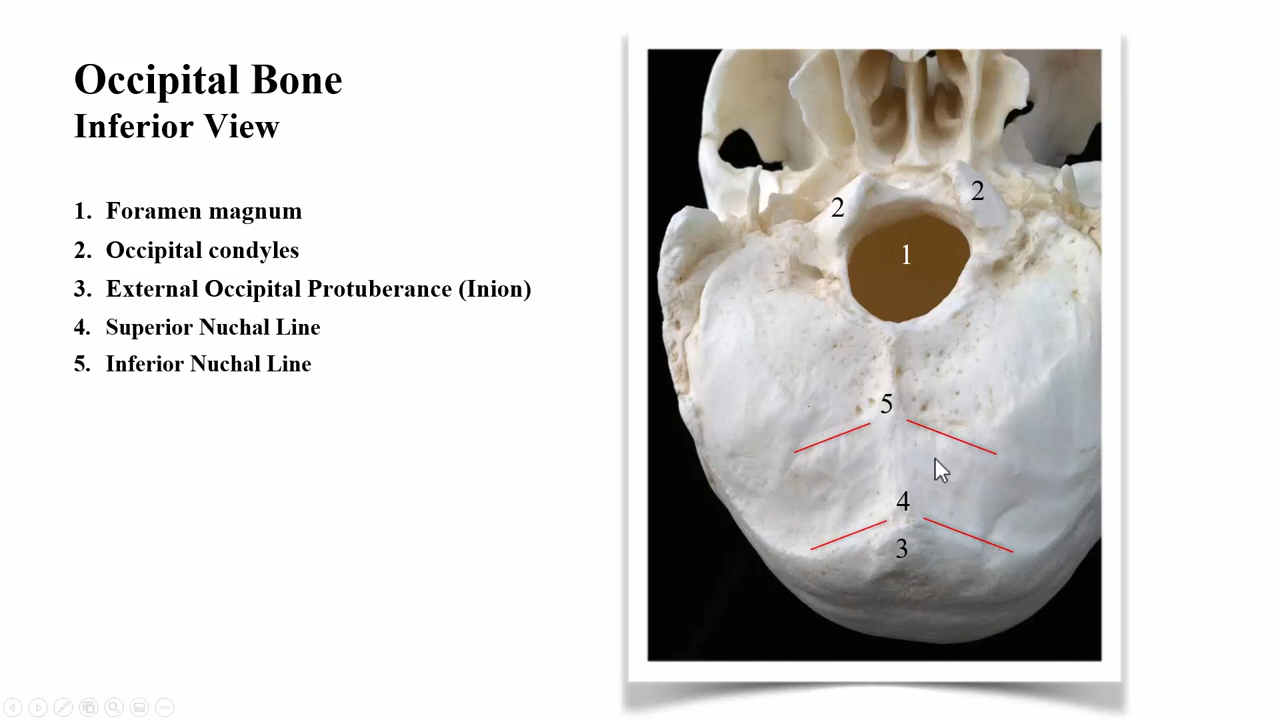 Occipital Bone
Inferior View
1. Foramen magnum
2. Occipital condyles
3. External Occipital Protuberance (Inion)
4. Superior Nuchal Line
5. Inferior Nuchal Line
2
2
1
5
4
3